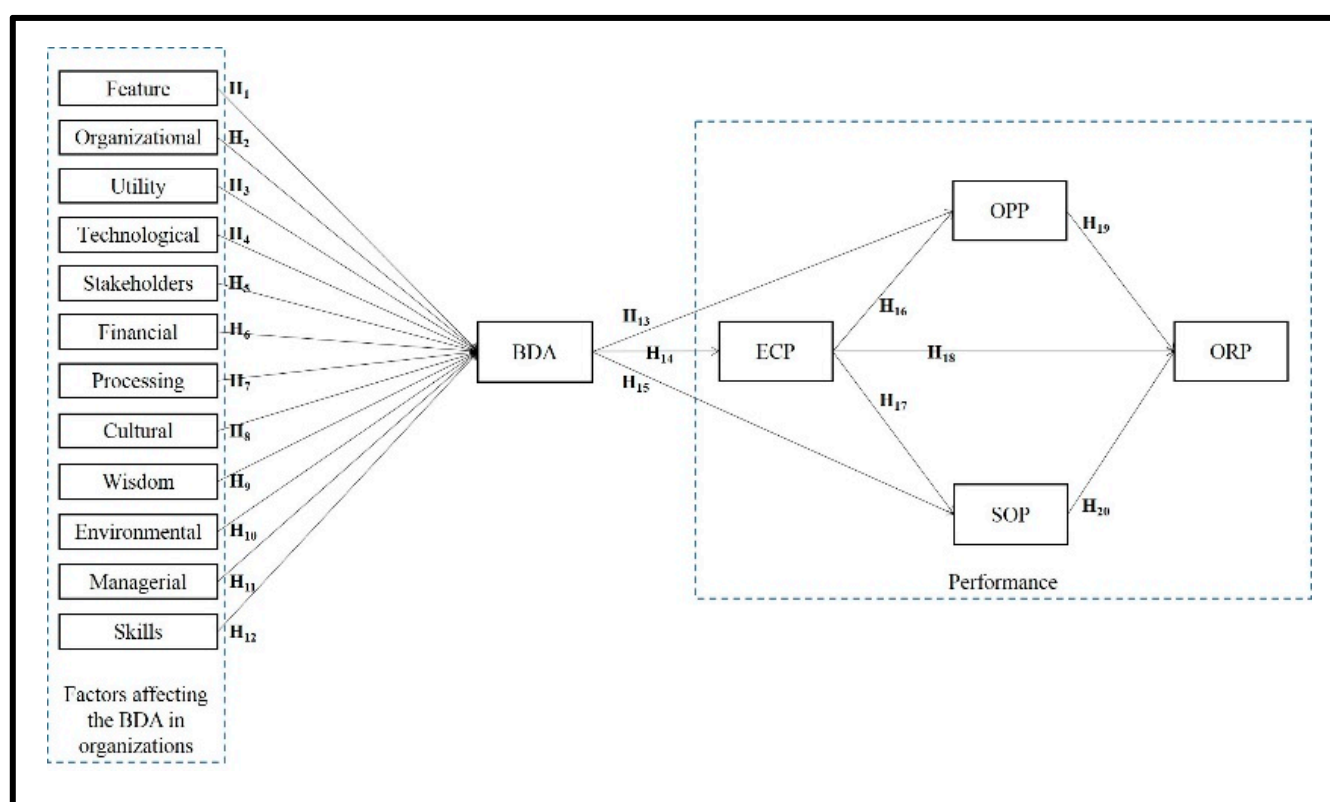 Feature H1
Organizational H2
Utility H3
Technological H4
Stakeholders H5
Financial H6
Processing H7
Cultural H8
Wisdom H9
Environmental H10
Managerial H11
Skills H12
Factors affecting
the BDA in
organizations
BDA
H13
H14
H15
ECP
H16
H18
H17
OPP
H19
SOP
H20
ORP
Performance